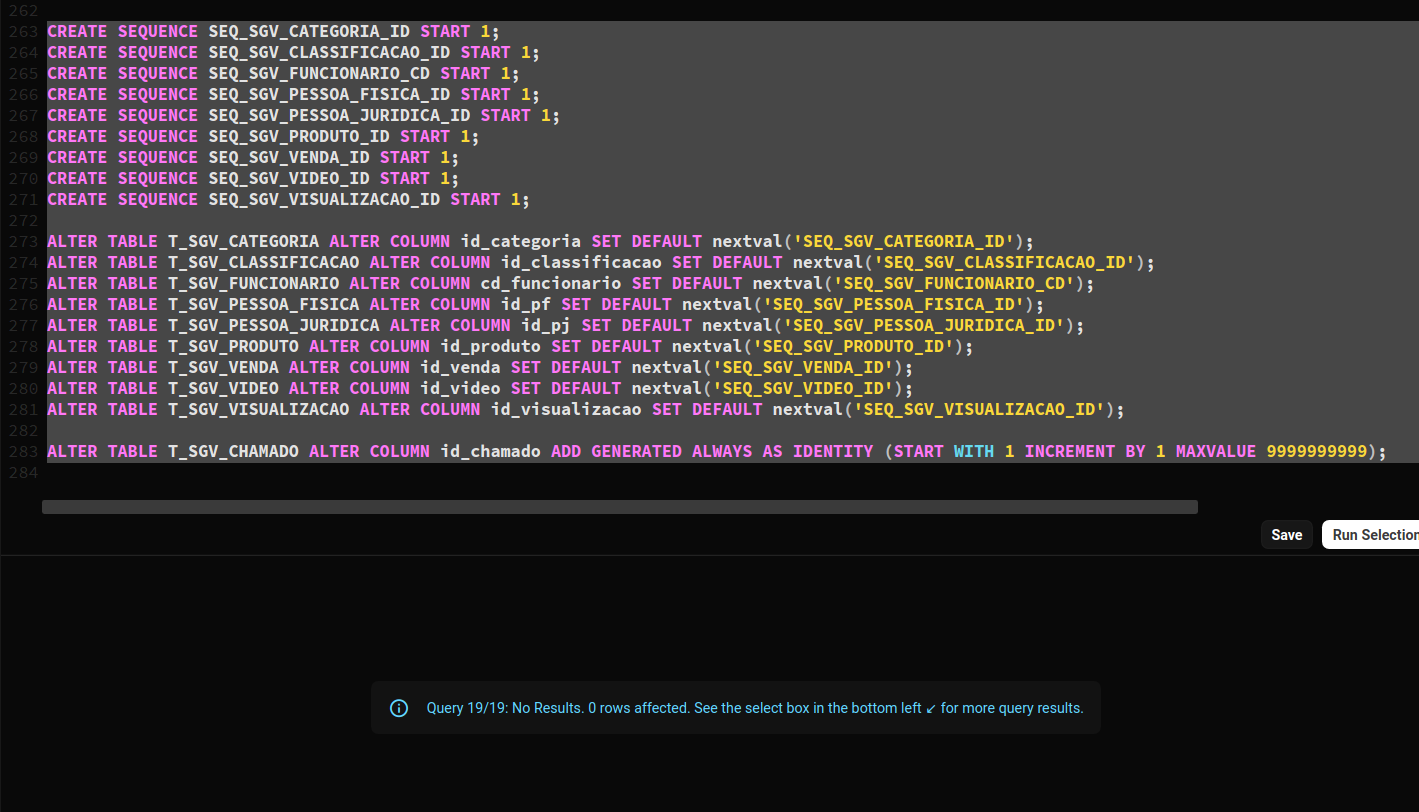 262
263 CREATE SEQUENCE SEQ_SGV_CATEGORIA_ID START 1;
264 CREATE SEQUENCE SEQ_SGV_CLASSIFICACAO_ID START 1;
265 CREATE SEQUENCE SEQ_SGV_FUNCIONARIO_CD START 1;
266 CREATE SEQUENCE SEQ_SGV_PESSOA_FISICA_ID START 1;
267 CREATE SEQUENCE SEQ_SGV_PESSOA_JURIDICA_ID START 1;
268 CREATE SEQUENCE SEQ_SGV_PRODUTO_ID START 1;
269 CREATE SEQUENCE SEQ_SGV_VENDA_ID START 1;
270 CREATE SEQUENCE SEQ_SGV_VIDEO_ID START 1;
271 CREATE SEQUENCE SEQ_SGV_VISUALIZACAO_ID START 1;
272
273 ALTER TABLE T_SGV_CATEGORIA ALTER COLUMN id_categoria SET DEFAULT nextval('SEQ_SGV_CATEGORIA_ID');
274 ALTER TABLE T_SGV_CLASSIFICACAO ALTER COLUMN id_classificacao SET DEFAULT nextval('SEQ_SGV_CLASSIFICACAO_ID');
275 ALTER TABLE T_SGV_FUNCIONARIO ALTER COLUMN cd_funcionario SET DEFAULT nextval('SEQ_SGV_FUNCIONARIO_CD');
276 ALTER TABLE T_SGV_PESSOA_FISICA ALTER COLUMN id_pf SET DEFAULT nextval('SEQ_SGV_PESSOA_FISICA_ID');
277 ALTER TABLE T_SGV_PESSOA_JURIDICA ALTER COLUMN id_pj SET DEFAULT nextval('SEQ_SGV_PESSOA_JURIDICA_ID');
278 ALTER TABLE T_SGV_PRODUTO ALTER COLUMN id_produto SET DEFAULT nextval('SEQ_SGV_PRODUTO_ID');
279 ALTER TABLE T_SGV_VENDA ALTER COLUMN id_venda SET DEFAULT nextval('SEQ_SGV_VENDA_ID');
280 ALTER TABLE T_SGV_VIDEO ALTER COLUMN id_video SET DEFAULT nextval('SEQ_SGV_VIDEO_ID');
281 ALTER TABLE T_SGV_VISUALIZACAO ALTER COLUMN id_visualizacao SET DEFAULT nextval('SEQ_SGV_VISUALIZACAO_ID');
282
283 ALTER TABLE T_SGV_CHAMADO ALTER COLUMN id_chamado ADD GENERATED ALWAYS AS IDENTITY (START WITH 1 INCREMENT BY 1 MAXVALUE 9999999999);
284
Save Run Selection
Query 19/19: No Results. 0 rows affected. See the select box in the bottom left ↙ for more query results.